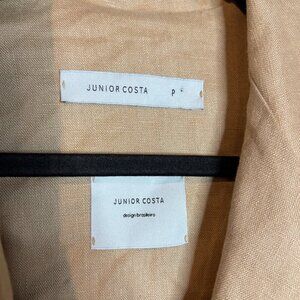 JUNIOR COSTA P
JUNIOR COSTA
design brasileiro